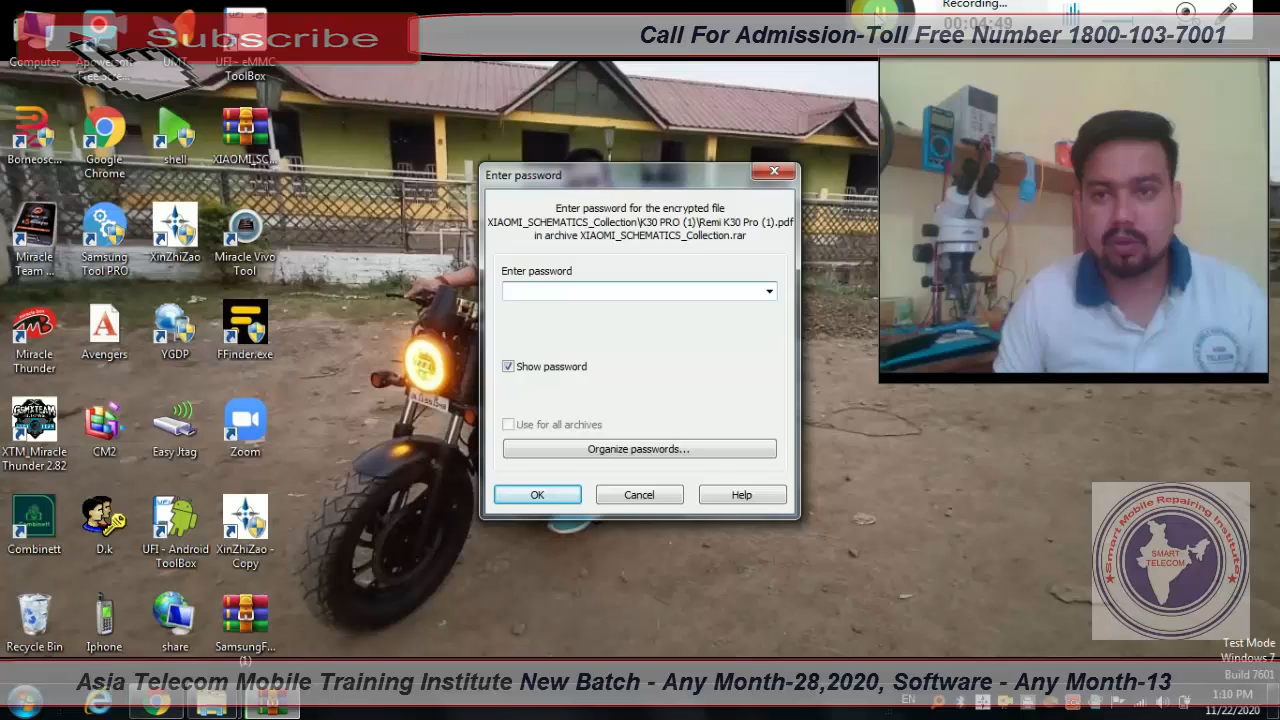 Recording...
00:04:49
Subscribe
Call For Admission-Toll Free Number 1800-103-7001
Computer
UMT
UFI - eMMC ToolBox
Google Chrome
shell
XIAOMI_SC...
Miracle Team ...
Samsung Tool PRO
XinZhiZao
Miracle Vivo Tool
Miracle Thunder
Avengers
YGDP
FFinder.exe
XTM_Miracle Thunder 2.82
CM2
Easy Jtag
Zoom
Combinett
D.k
UFI - Android ToolBox
XinZhiZao - Copy
Recycle Bin
Iphone
share
SamsungF... (1)
Enter password
Enter password for the encrypted file
XIAOMI_SCHEMATICS_Collection\K30 PRO (1)\Remi K30 Pro (1).pdf
in archive XIAOMI_SCHEMATICS_Collection.rar
Enter password
Show password
Use for all archives
Organize passwords...
OK
Cancel
Help
TELECOM
Smart Mobile Repairing Institute
SMART TELECOM
Test Mode
Windows 7
Build 7601
Asia Telecom Mobile Training Institute New Batch - Any Month-28,2020, Software - Any Month-13
EN
1:10 PM
11/22/2020